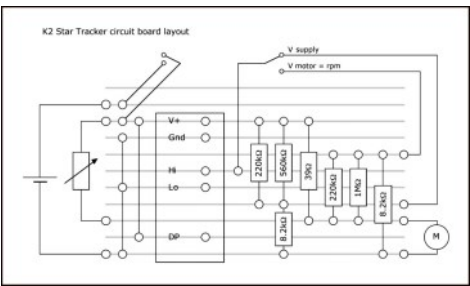 K2 Star Tracker circuit board layout
V supply
V motor = rpm
V+
Gnd
Hi
Lo
DP
220kΩ
560kΩ
39Ω
220kΩ
1MΩ
8.2kΩ
8.2kΩ
M